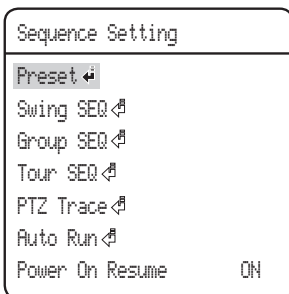 Sequence Setting
Preset↵
Swing SEQ↵
Group SEQ↵
Tour SEQ↵
PTZ Trace↵
Auto Run↵
Power On Resume ON